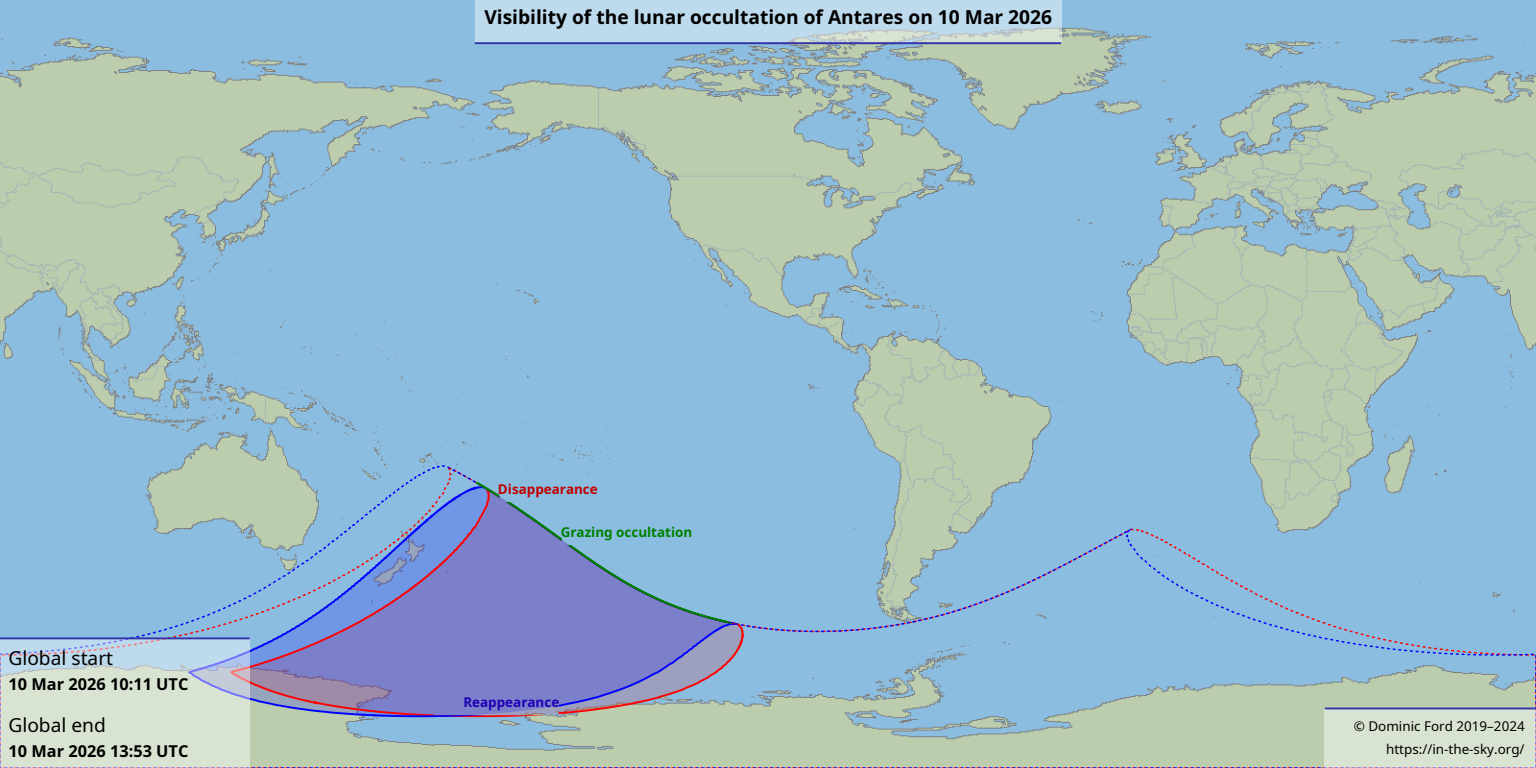 Visibility of the lunar occultation of Antares on 10 Mar 2026
Disappearance
Grazing occultation
Reappearance
Global start
10 Mar 2026 10:11 UTC
Global end
10 Mar 2026 13:53 UTC
© Dominic Ford 2019–2024
https://in-the-sky.org/